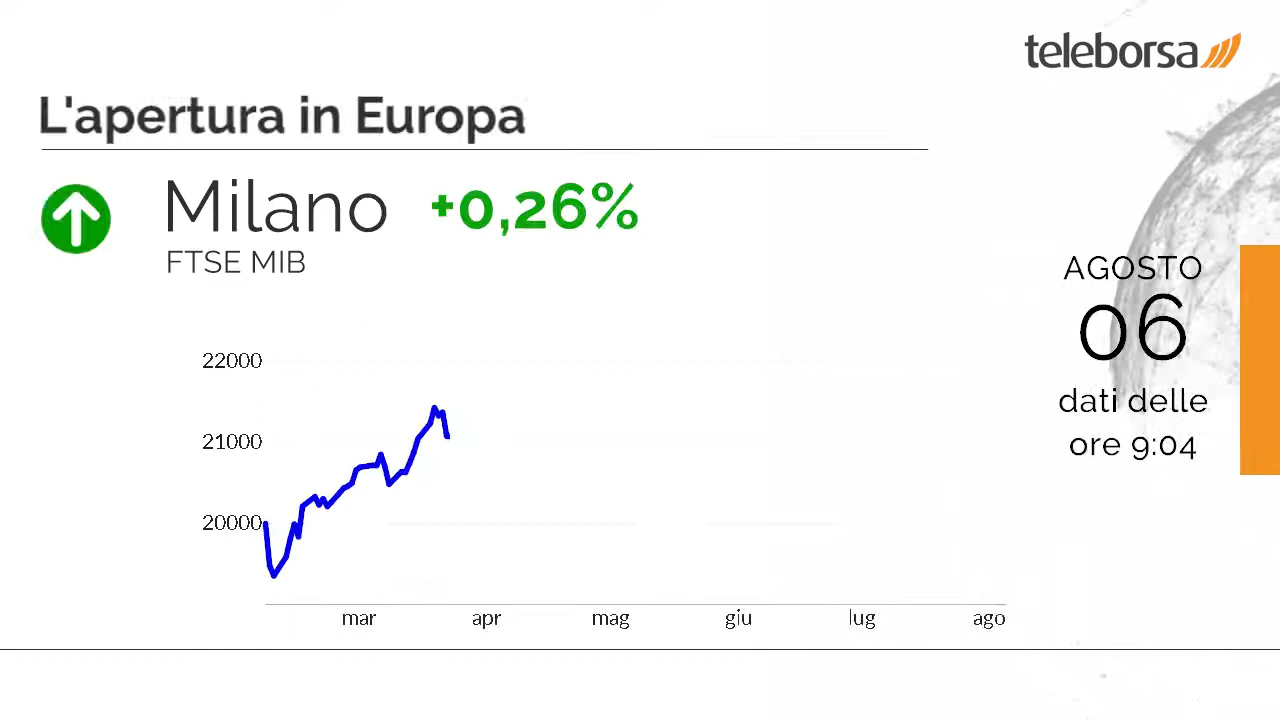 teleborsa
L'apertura in Europa
Milano +0,26%
FTSE MIB
AGOSTO
06
dati delle
ore 9:04
22000
21000
20000
mar apr mag giu lug ago